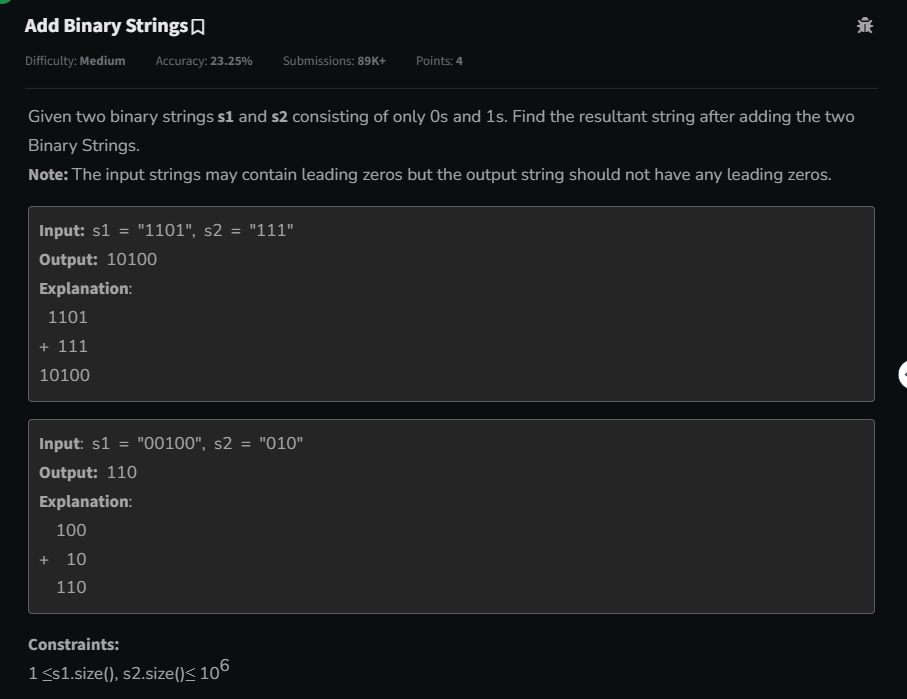 Add Binary Strings
Difficulty: Medium Accuracy: 23.25% Submissions: 89K+ Points: 4
Given two binary strings s1 and s2 consisting of only 0s and 1s. Find the resultant string after adding the two
Binary Strings.
Note: The input strings may contain leading zeros but the output string should not have any leading zeros.
Input: s1 = "1101", s2 = "111"
Output: 10100
Explanation:
1101
+ 111
10100
Input: s1 = "00100", s2 = "010"
Output: 110
Explanation:
100
+ 10
110
Constraints:
1 ≤s1.size(), s2.size()≤ 10⁶